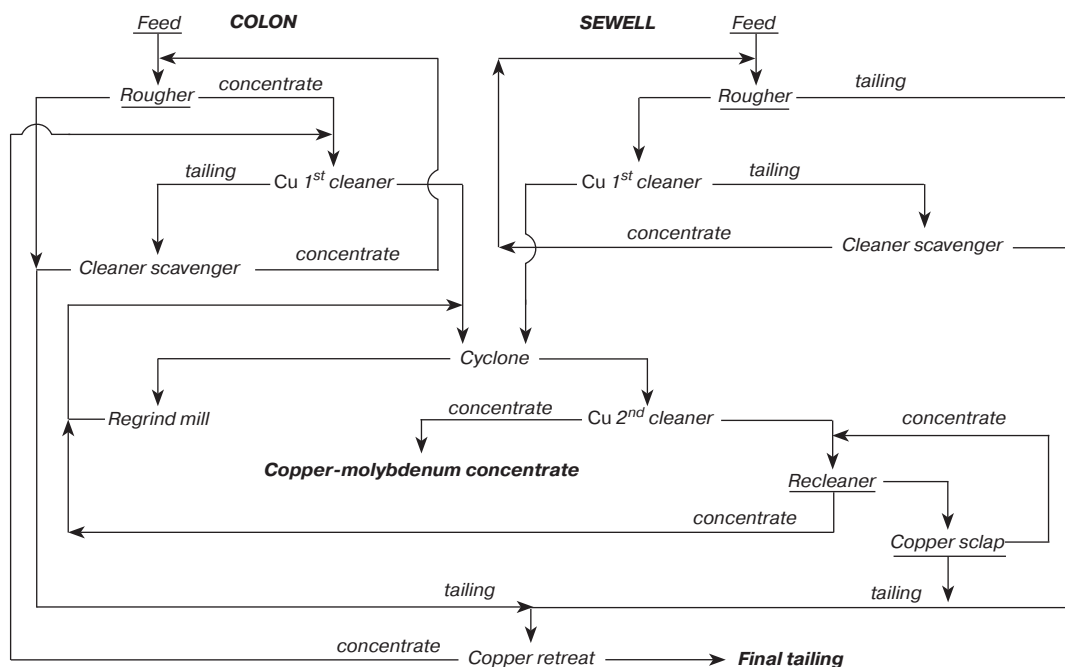 Feed COLON SEWELL Feed
concentrate tailing
Rougher Rougher
tailing Cu 1st cleaner Cu 1st cleaner tailing
concentrate concentrate
Cleaner scavenger Cleaner scavenger
Cyclone
Regrind mill concentrate Cu 2nd cleaner concentrate
Copper-molybdenum concentrate
Recleaner
concentrate
Copper sclap
tailing tailing
concentrate Copper retreat Final tailing